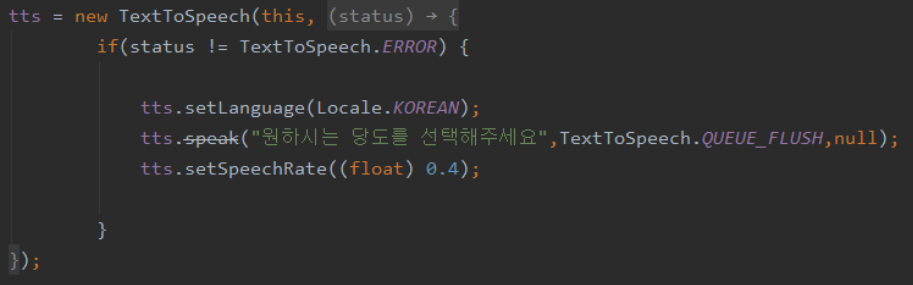 tts = new TextToSpeech(this, (status) → {
if(status != TextToSpeech.ERROR) {
tts.setLanguage(Locale.KOREAN);
tts.speak("원하시는 당도를 선택해주세요",TextToSpeech.QUEUE_FLUSH,null);
tts.setSpeechRate((float) 0.4);
}
});